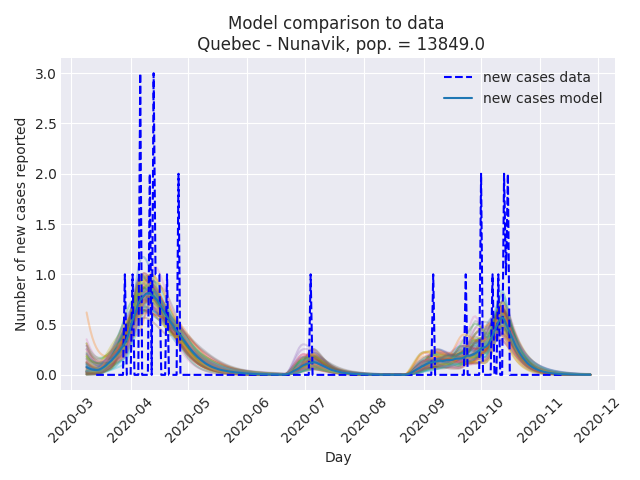 Model comparison to data
Quebec - Nunavik, pop. = 13849.0
new cases data
new cases model
Number of new cases reported
3.0
2.5
2.0
1.5
1.0
0.5
0.0
2020-03
2020-04
2020-05
2020-06
2020-07
2020-08
2020-09
2020-10
2020-11
2020-12
Day